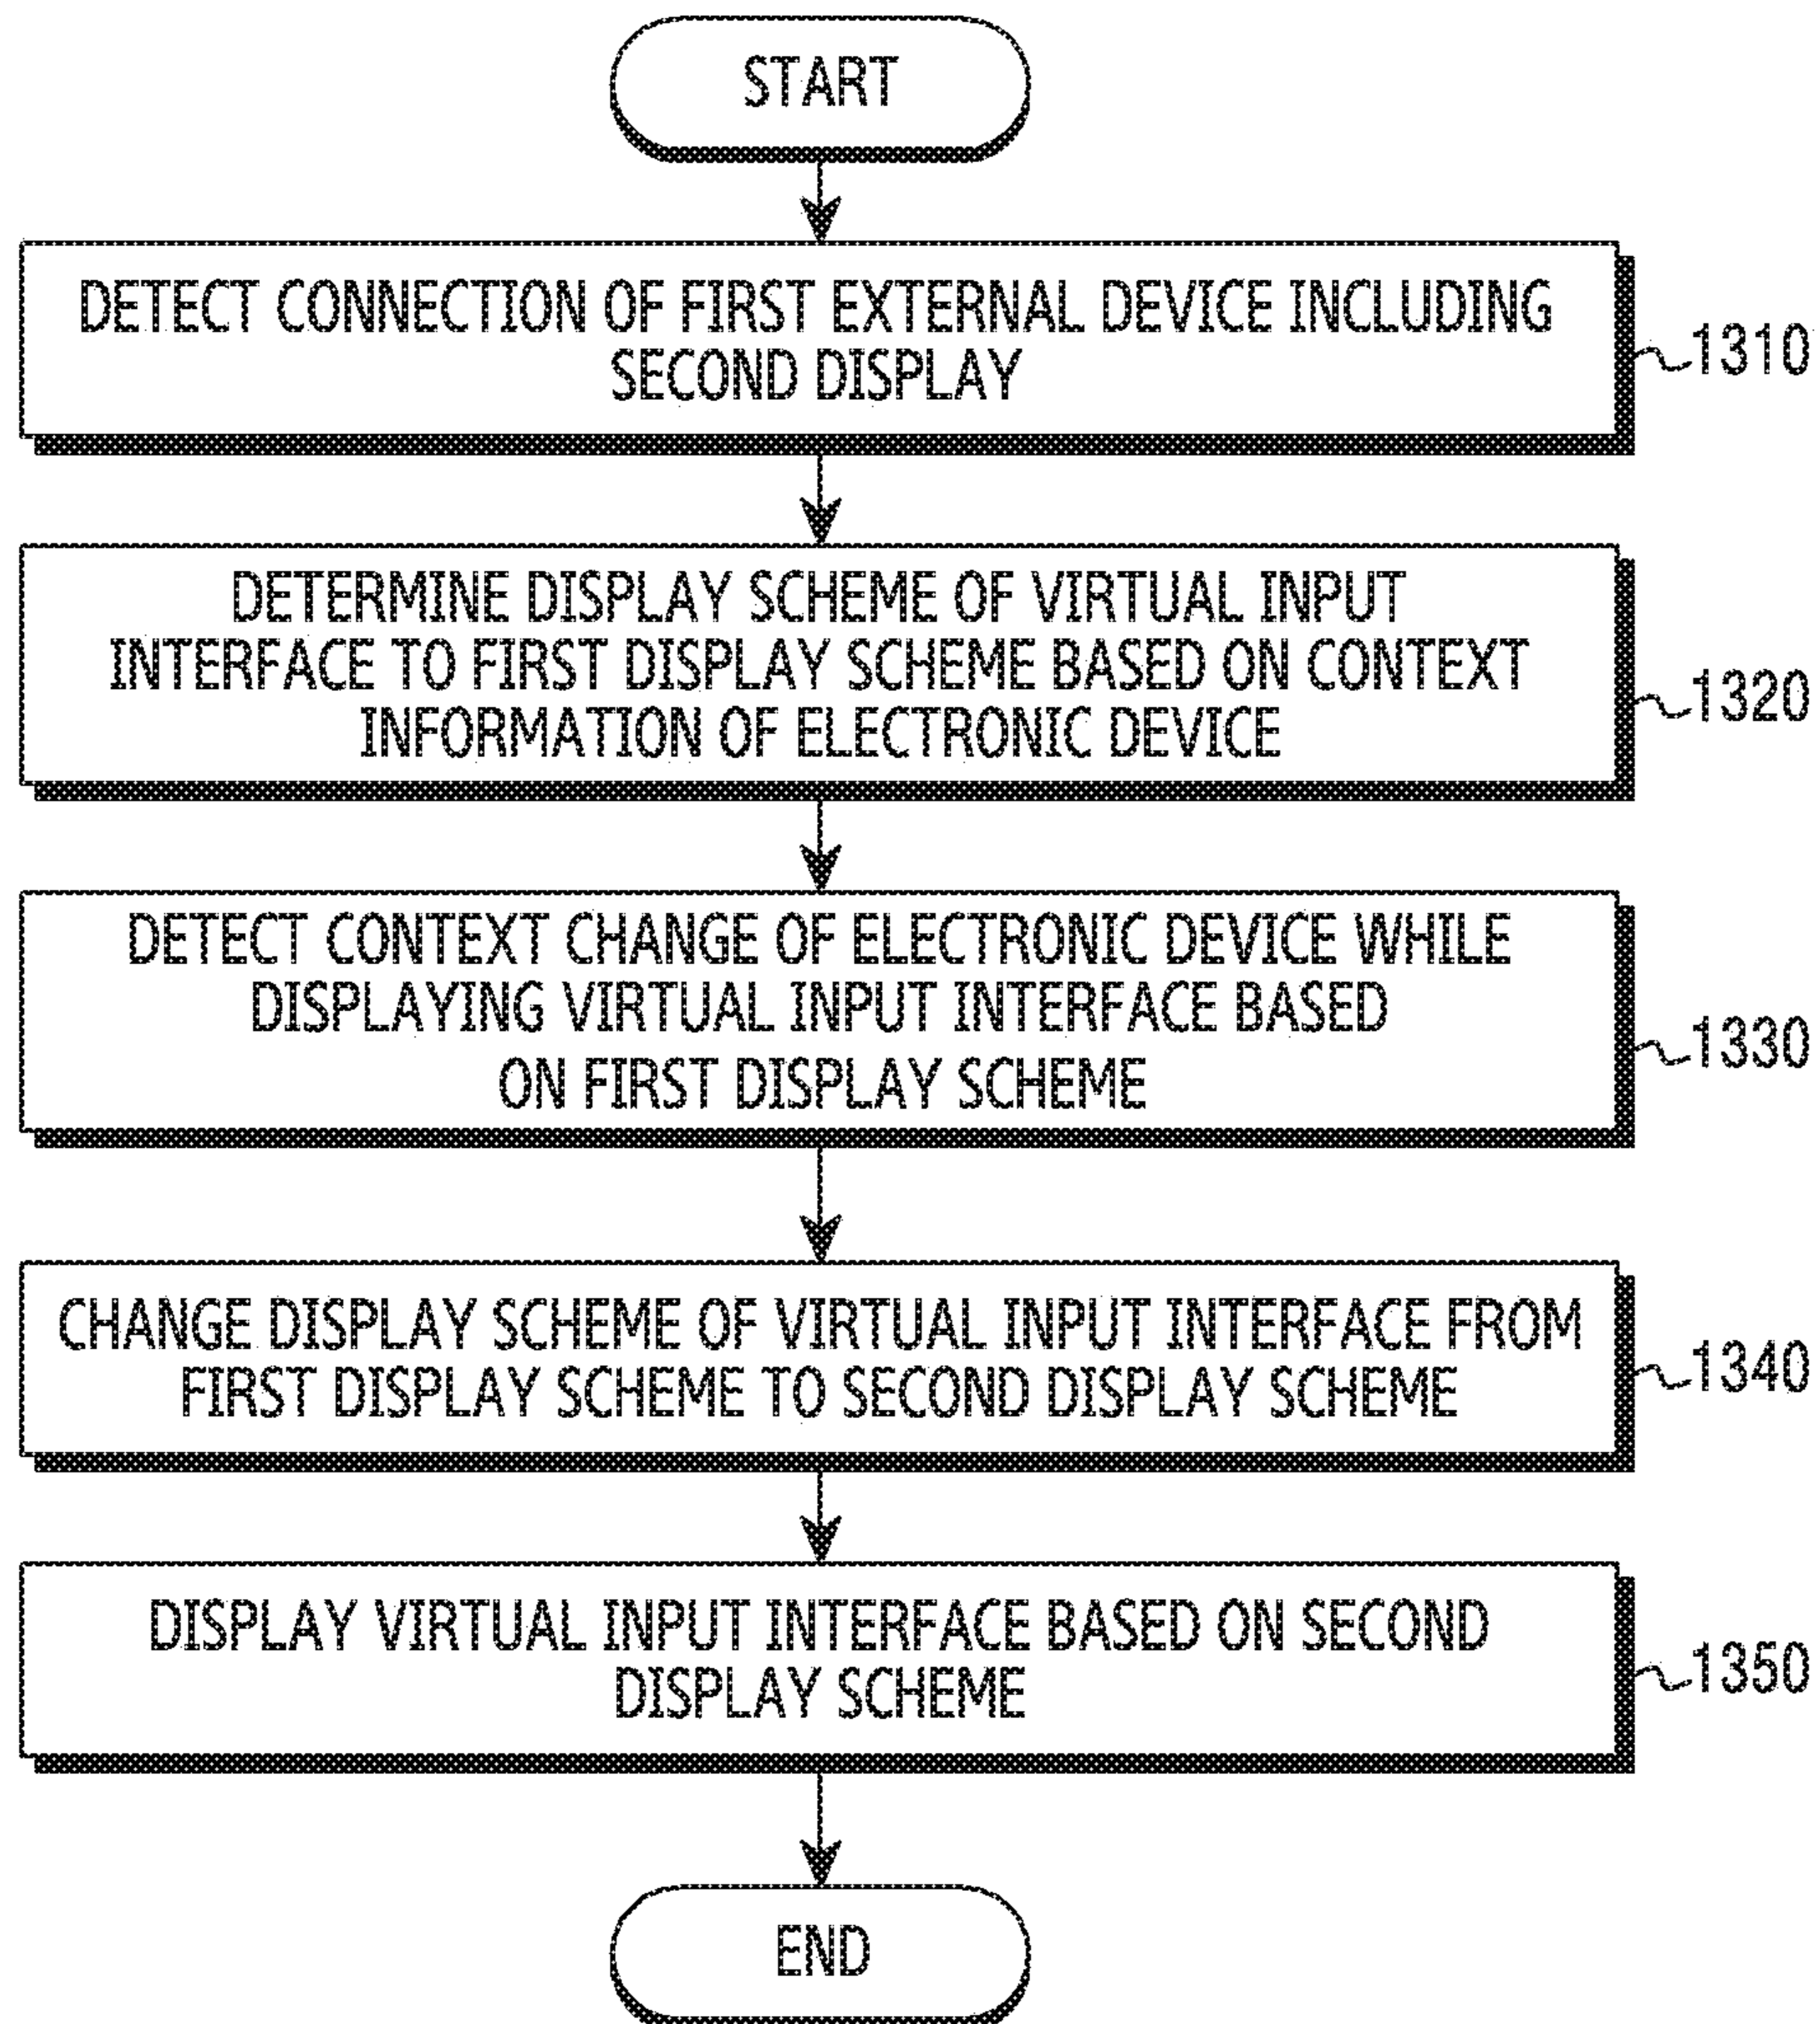 START
DETECT CONNECTION OF FIRST EXTERNAL DEVICE INCLUDING
SECOND DISPLAY
1310
DETERMINE DISPLAY SCHEME OF VIRTUAL INPUT
INTERFACE TO FIRST DISPLAY SCHEME BASED ON CONTEXT
INFORMATION OF ELECTRONIC DEVICE
1320
DETECT CONTEXT CHANGE OF ELECTRONIC DEVICE WHILE
DISPLAYING VIRTUAL INPUT INTERFACE BASED
ON FIRST DISPLAY SCHEME
1330
CHANGE DISPLAY SCHEME OF VIRTUAL INPUT INTERFACE FROM
FIRST DISPLAY SCHEME TO SECOND DISPLAY SCHEME
1340
DISPLAY VIRTUAL INPUT INTERFACE BASED ON SECOND
DISPLAY SCHEME
1350
END